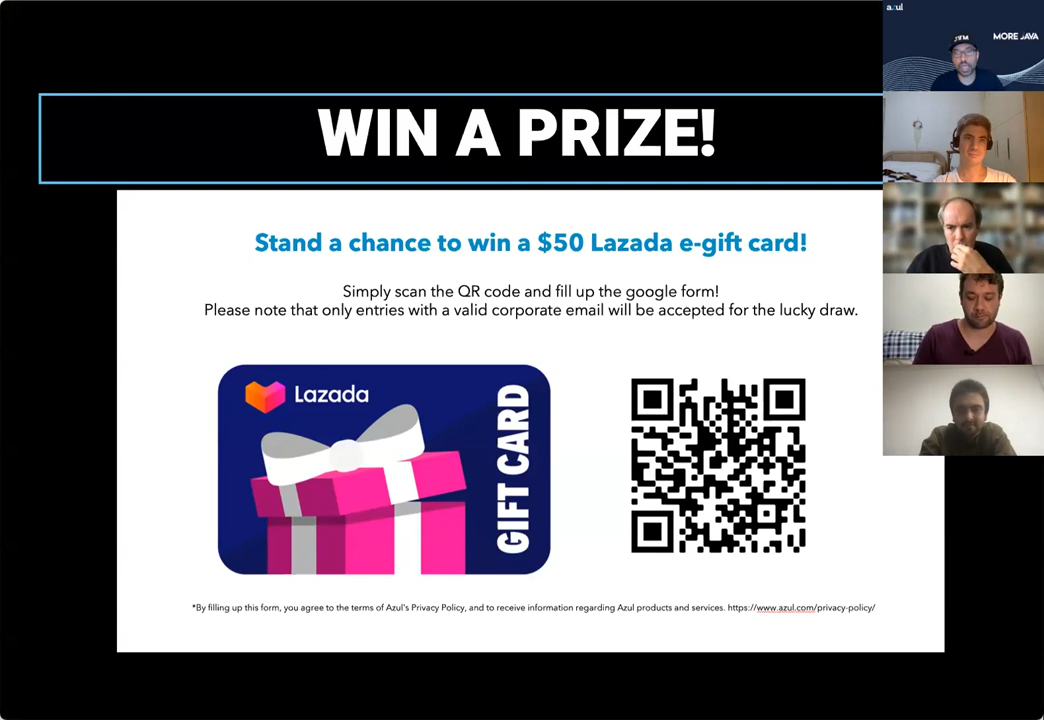 azul
MORE JAVA
WIN A PRIZE!
Stand a chance to win a $50 Lazada e-gift card!
Simply scan the QR code and fill up the google form!
Please note that only entries with a valid corporate email will be accepted for the lucky draw.
Lazada
GIFT CARD
*By filling up this form, you agree to the terms of Azul's Privacy Policy, and to receive information regarding Azul products and services. https://www.azul.com/privacy-policy/